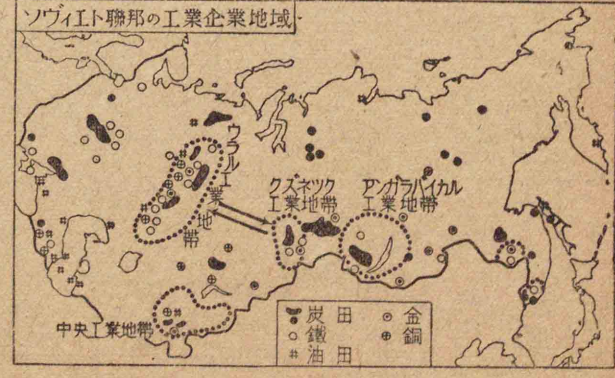 ソヴィエト聯邦の工業企業地域
ウラル工業地帯
クズネツク
工業地帯
アンガラバイカル
工業地帯
中央工業地帯
炭田
鐵
油田
金
銅